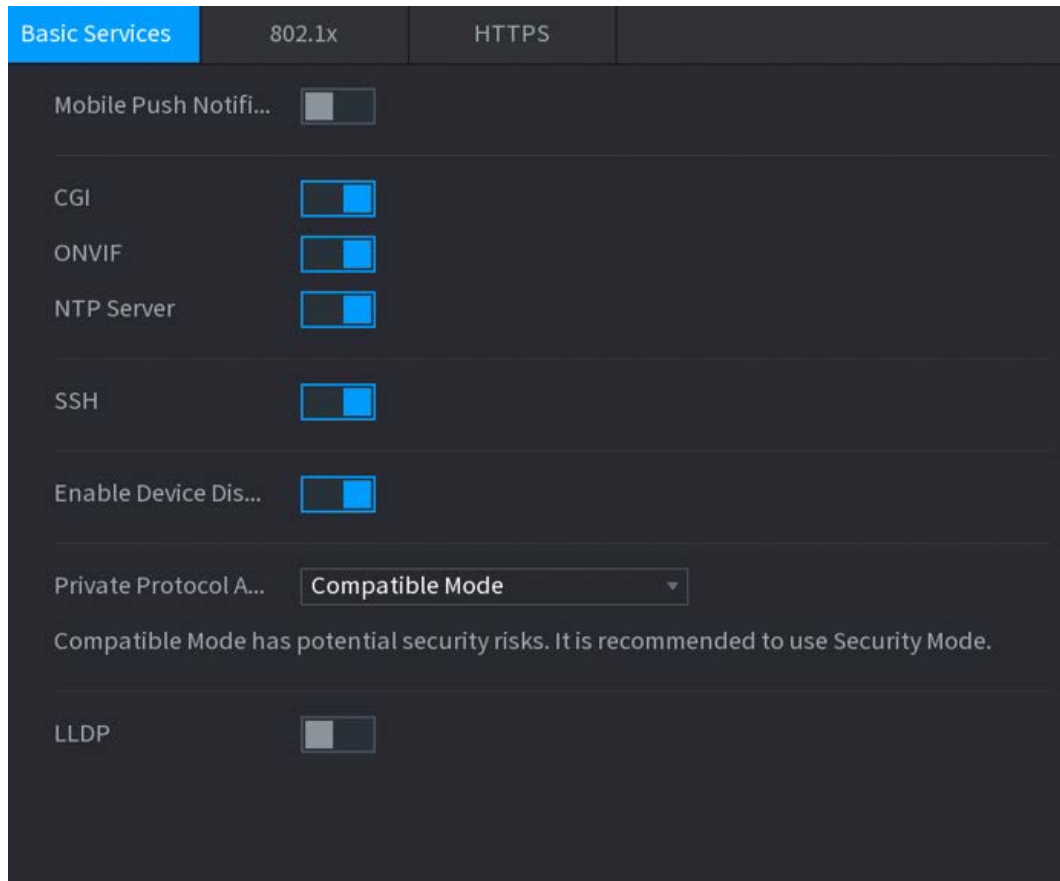 Basic Services 802.1x HTTPS
Mobile Push Notifi...
CGI
ONVIF
NTP Server
SSH
Enable Device Dis...
Private Protocol A... Compatible Mode
Compatible Mode has potential security risks. It is recommended to use Security Mode.
LLDP